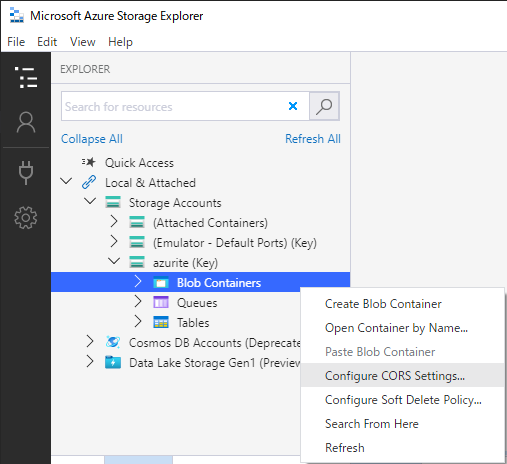 Microsoft Azure Storage Explorer
File Edit View Help
EXPLORER
Search for resources
Collapse All Refresh All
Quick Access
Local & Attached
Storage Accounts
(Attached Containers)
(Emulator - Default Ports) (Key)
azurite (Key)
Blob Containers
Queues
Tables
Cosmos DB Accounts (Deprecate
Data Lake Storage Gen1 (Preview
Create Blob Container
Open Container by Name...
Paste Blob Container
Configure CORS Settings...
Configure Soft Delete Policy...
Search From Here
Refresh